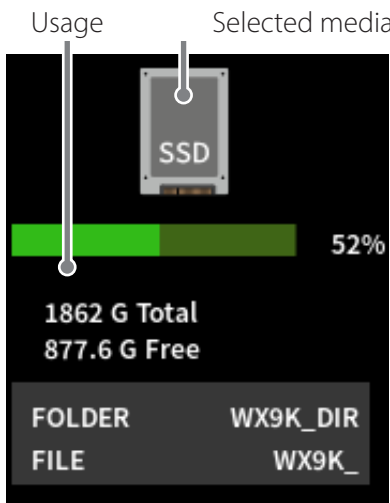 Usage Selected media
SSD
52%
1862 G Total
877.6 G Free
FOLDER WX9K_DIR
FILE WX9K_